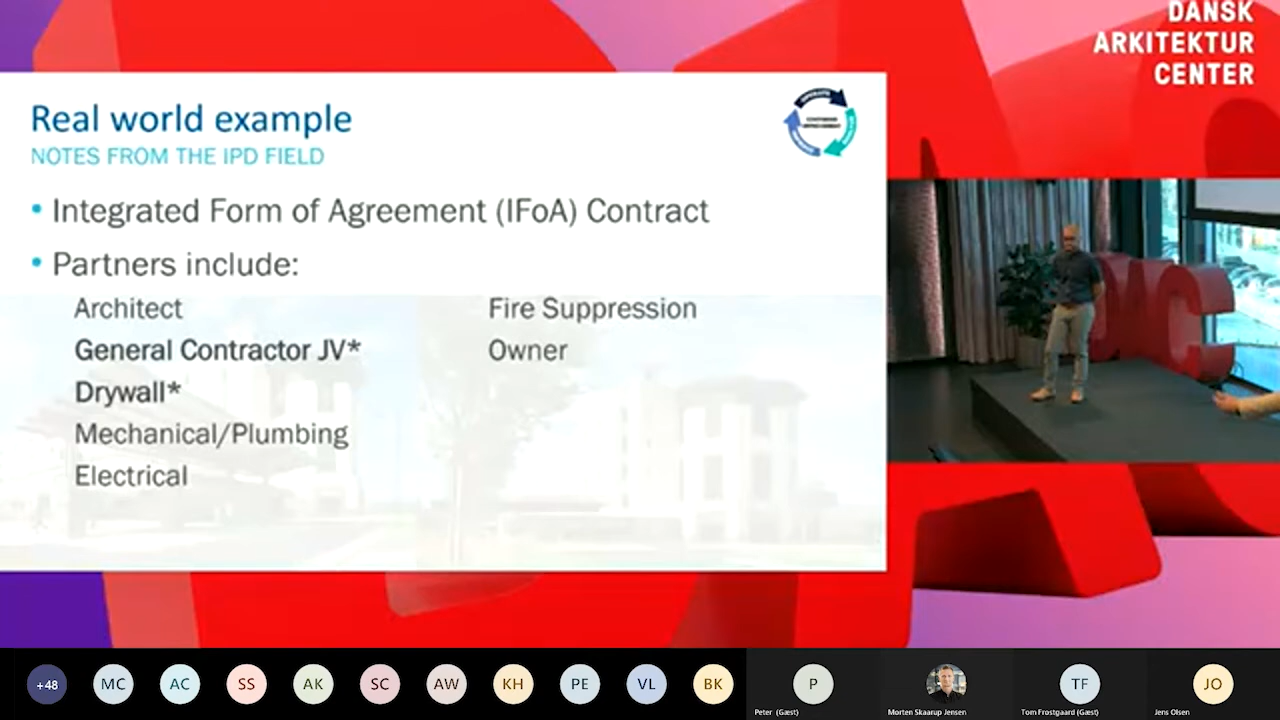 DANSK
ARKITEKTUR
CENTER
Real world example
NOTES FROM THE IPD FIELD
• Integrated Form of Agreement (IFoA) Contract
• Partners include:
Architect
General Contractor JV*
Drywall*
Mechanical/Plumbing
Electrical
Fire Suppression
Owner
+48
MC
AC
SS
AK
SC
AW
KH
PE
VL
BK
P
TF
JO
Peter (Gæst)
Morten Skaarup Jensen
Tom Frostgaard (Gæst)
Jens Olsen